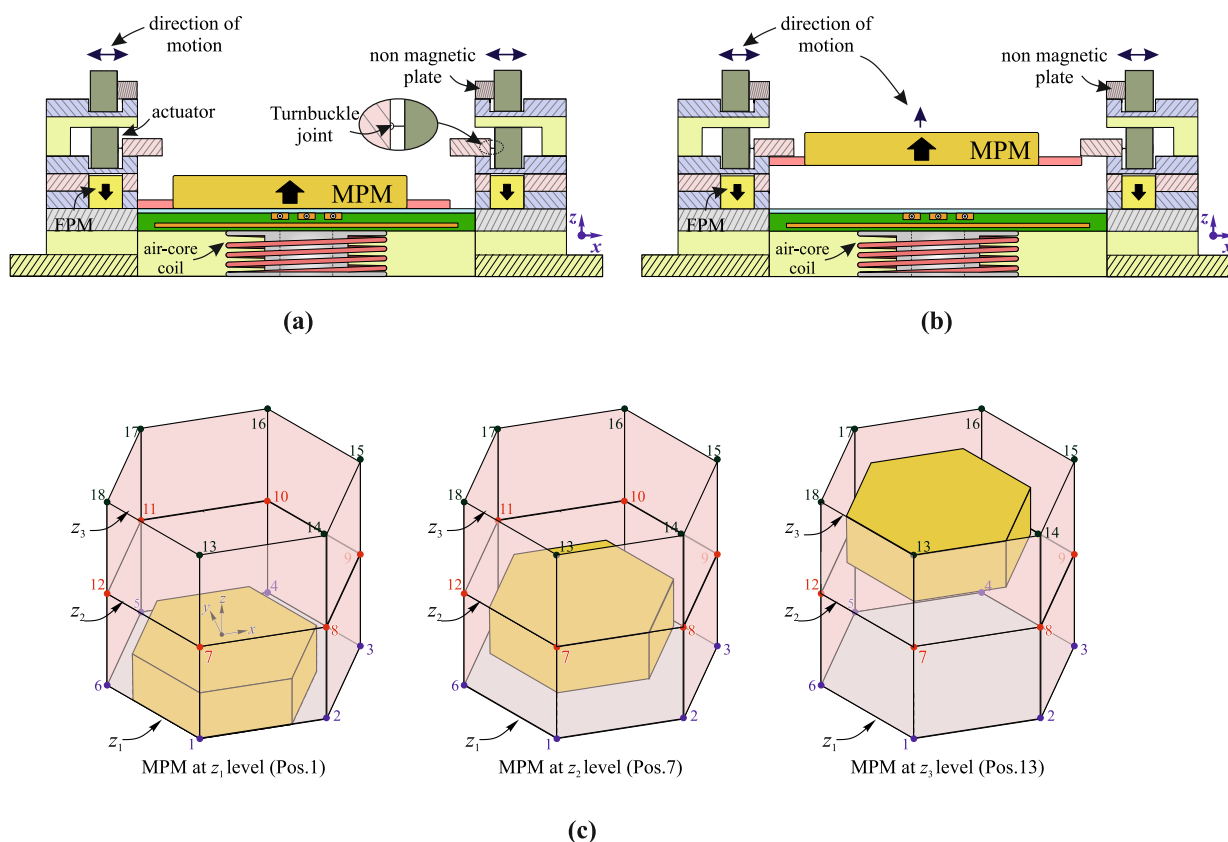 direction of
motion
non magnetic
plate
actuator
Turnbuckle
joint
MPM
FPM
air-core
coil
z
x
(a)
direction of
motion
non magnetic
plate
MPM
FPM
air-core
coil
z
x
(b)
16
17
15
18
11
10
z3
14
13
9
12
4
5
z2
z
y
x
8
7
3
6
2
z1
1
MPM at z1 level (Pos.1)
16
17
15
18
11
10
z3
14
13
9
12
z2
8
7
3
6
2
z1
1
MPM at z2 level (Pos.7)
16
17
15
18
z3
14
13
9
12
4
5
z2
8
7
3
6
2
z1
1
MPM at z3 level (Pos.13)
(c)